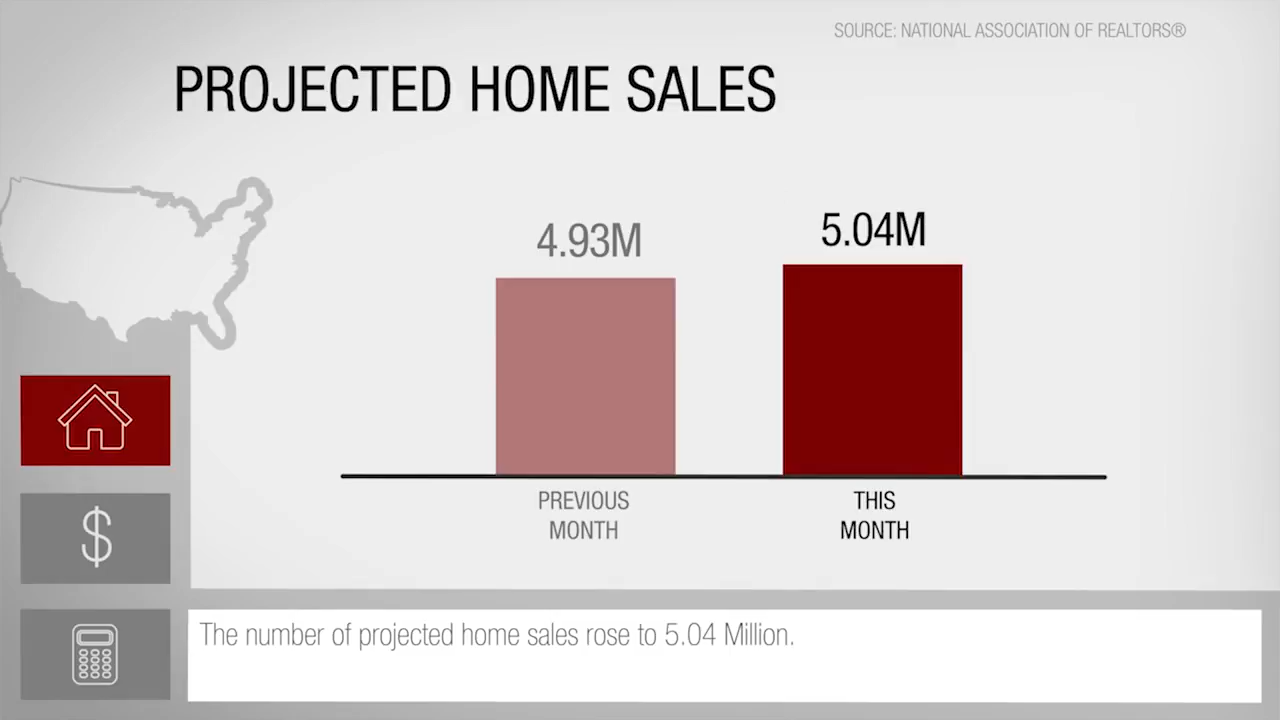 SOURCE: NATIONAL ASSOCIATION OF REALTORS®
PROJECTED HOME SALES
4.93M
5.04M
PREVIOUS
MONTH
THIS
MONTH
$
The number of projected home sales rose to 5.04 Million.